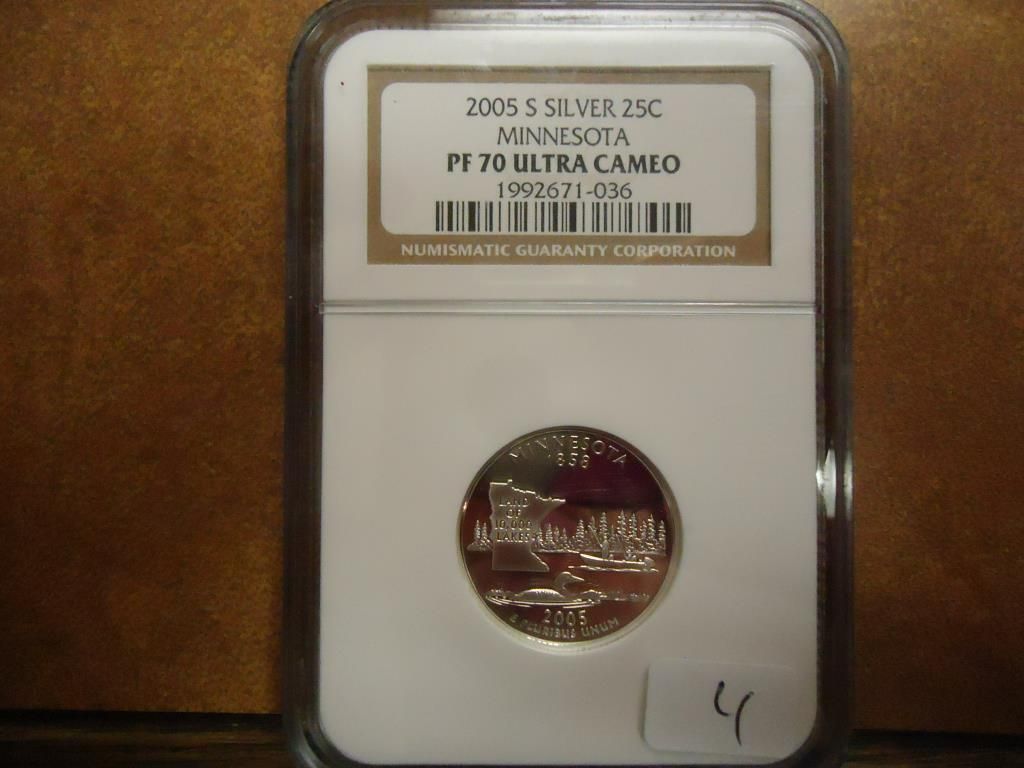 2005 S SILVER 25C
MINNESOTA
PF 70 ULTRA CAMEO
1992671-036
NUMISMATIC GUARANTY CORPORATION
MINNESOTA
1858
LAND
OF
10,000
LAKES
2005
E PLURIBUS UNUM
4